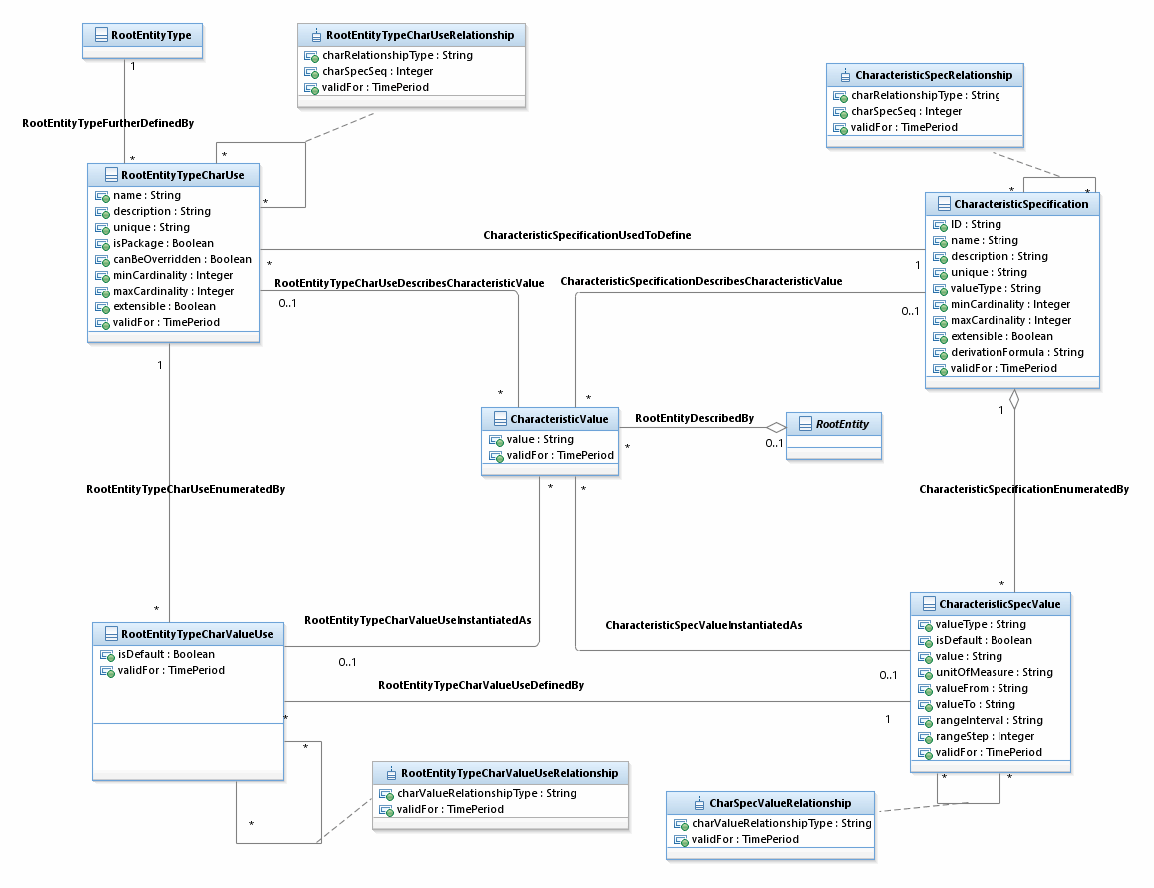 RootEntityType
1
RootEntityTypeFurtherDefinedBy
*
RootEntityTypeCharUseRelationship
charRelationshipType : String
charSpecSeq : Integer
validFor : TimePeriod
*
*
CharacteristicSpecRelationship
charRelationshipType : String
charSpecSeq : Integer
validFor : TimePeriod
*
*
RootEntityTypeCharUse
name : String
description : String
unique : String
isPackage : Boolean
canBeOverridden : Boolean
minCardinality : Integer
maxCardinality : Integer
extensible : Boolean
validFor : TimePeriod
CharacteristicSpecificationUsedToDefine
*
1
CharacteristicSpecification
ID : String
name : String
description : String
unique : String
valueType : String
minCardinality : Integer
maxCardinality : Integer
extensible : Boolean
derivationFormula : String
validFor : TimePeriod
RootEntityTypeCharUseDescribesCharacteristicValue
0..1
*
CharacteristicSpecificationDescribesCharacteristicValue
0..1
*
CharacteristicValue
value : String
validFor : TimePeriod
RootEntityDescribedBy
*
0..1
RootEntity
1
RootEntityTypeCharUseEnumeratedBy
*
1
CharacteristicSpecificationEnumeratedBy
*
*
*
RootEntityTypeCharValueUse
isDefault : Boolean
validFor : TimePeriod
RootEntityTypeCharValueUseInstantiatedAs
0..1
CharacteristicSpecValueInstantiatedAs
0..1
RootEntityTypeCharValueUseDefinedBy
*
1
CharacteristicSpecValue
valueType : String
isDefault : Boolean
value : String
unitOfMeasure : String
valueFrom : String
valueTo : String
rangeInterval : String
rangeStep : Integer
validFor : TimePeriod
*
*
*
*
RootEntityTypeCharValueUseRelationship
charValueRelationshipType : String
validFor : TimePeriod
CharSpecValueRelationship
charValueRelationshipType : String
validFor : TimePeriod